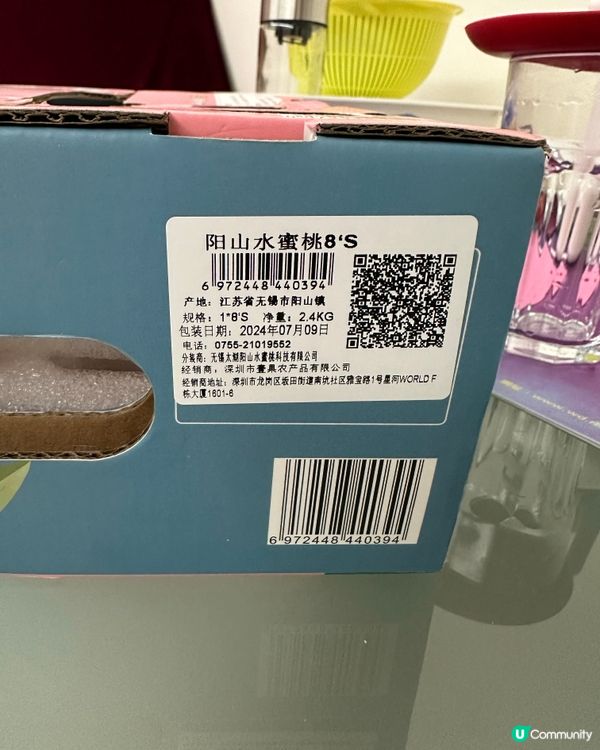 阳山水蜜桃8'S
6 972448 440394
产地：江苏省无锡市阳山镇
规格：1*8'S 净重：2.4KG
包装日期：2024年07月09日
电话：0755-21019552
分装商：无锡太湖阳山水蜜桃科技有限公司
经销商：深圳市壹果农产品有限公司
经销商地址：深圳市龙岗区坂田街道南坑社区雅宝路1号星河WORLD F
栋大厦1601-6
6 972448 440394
U Community